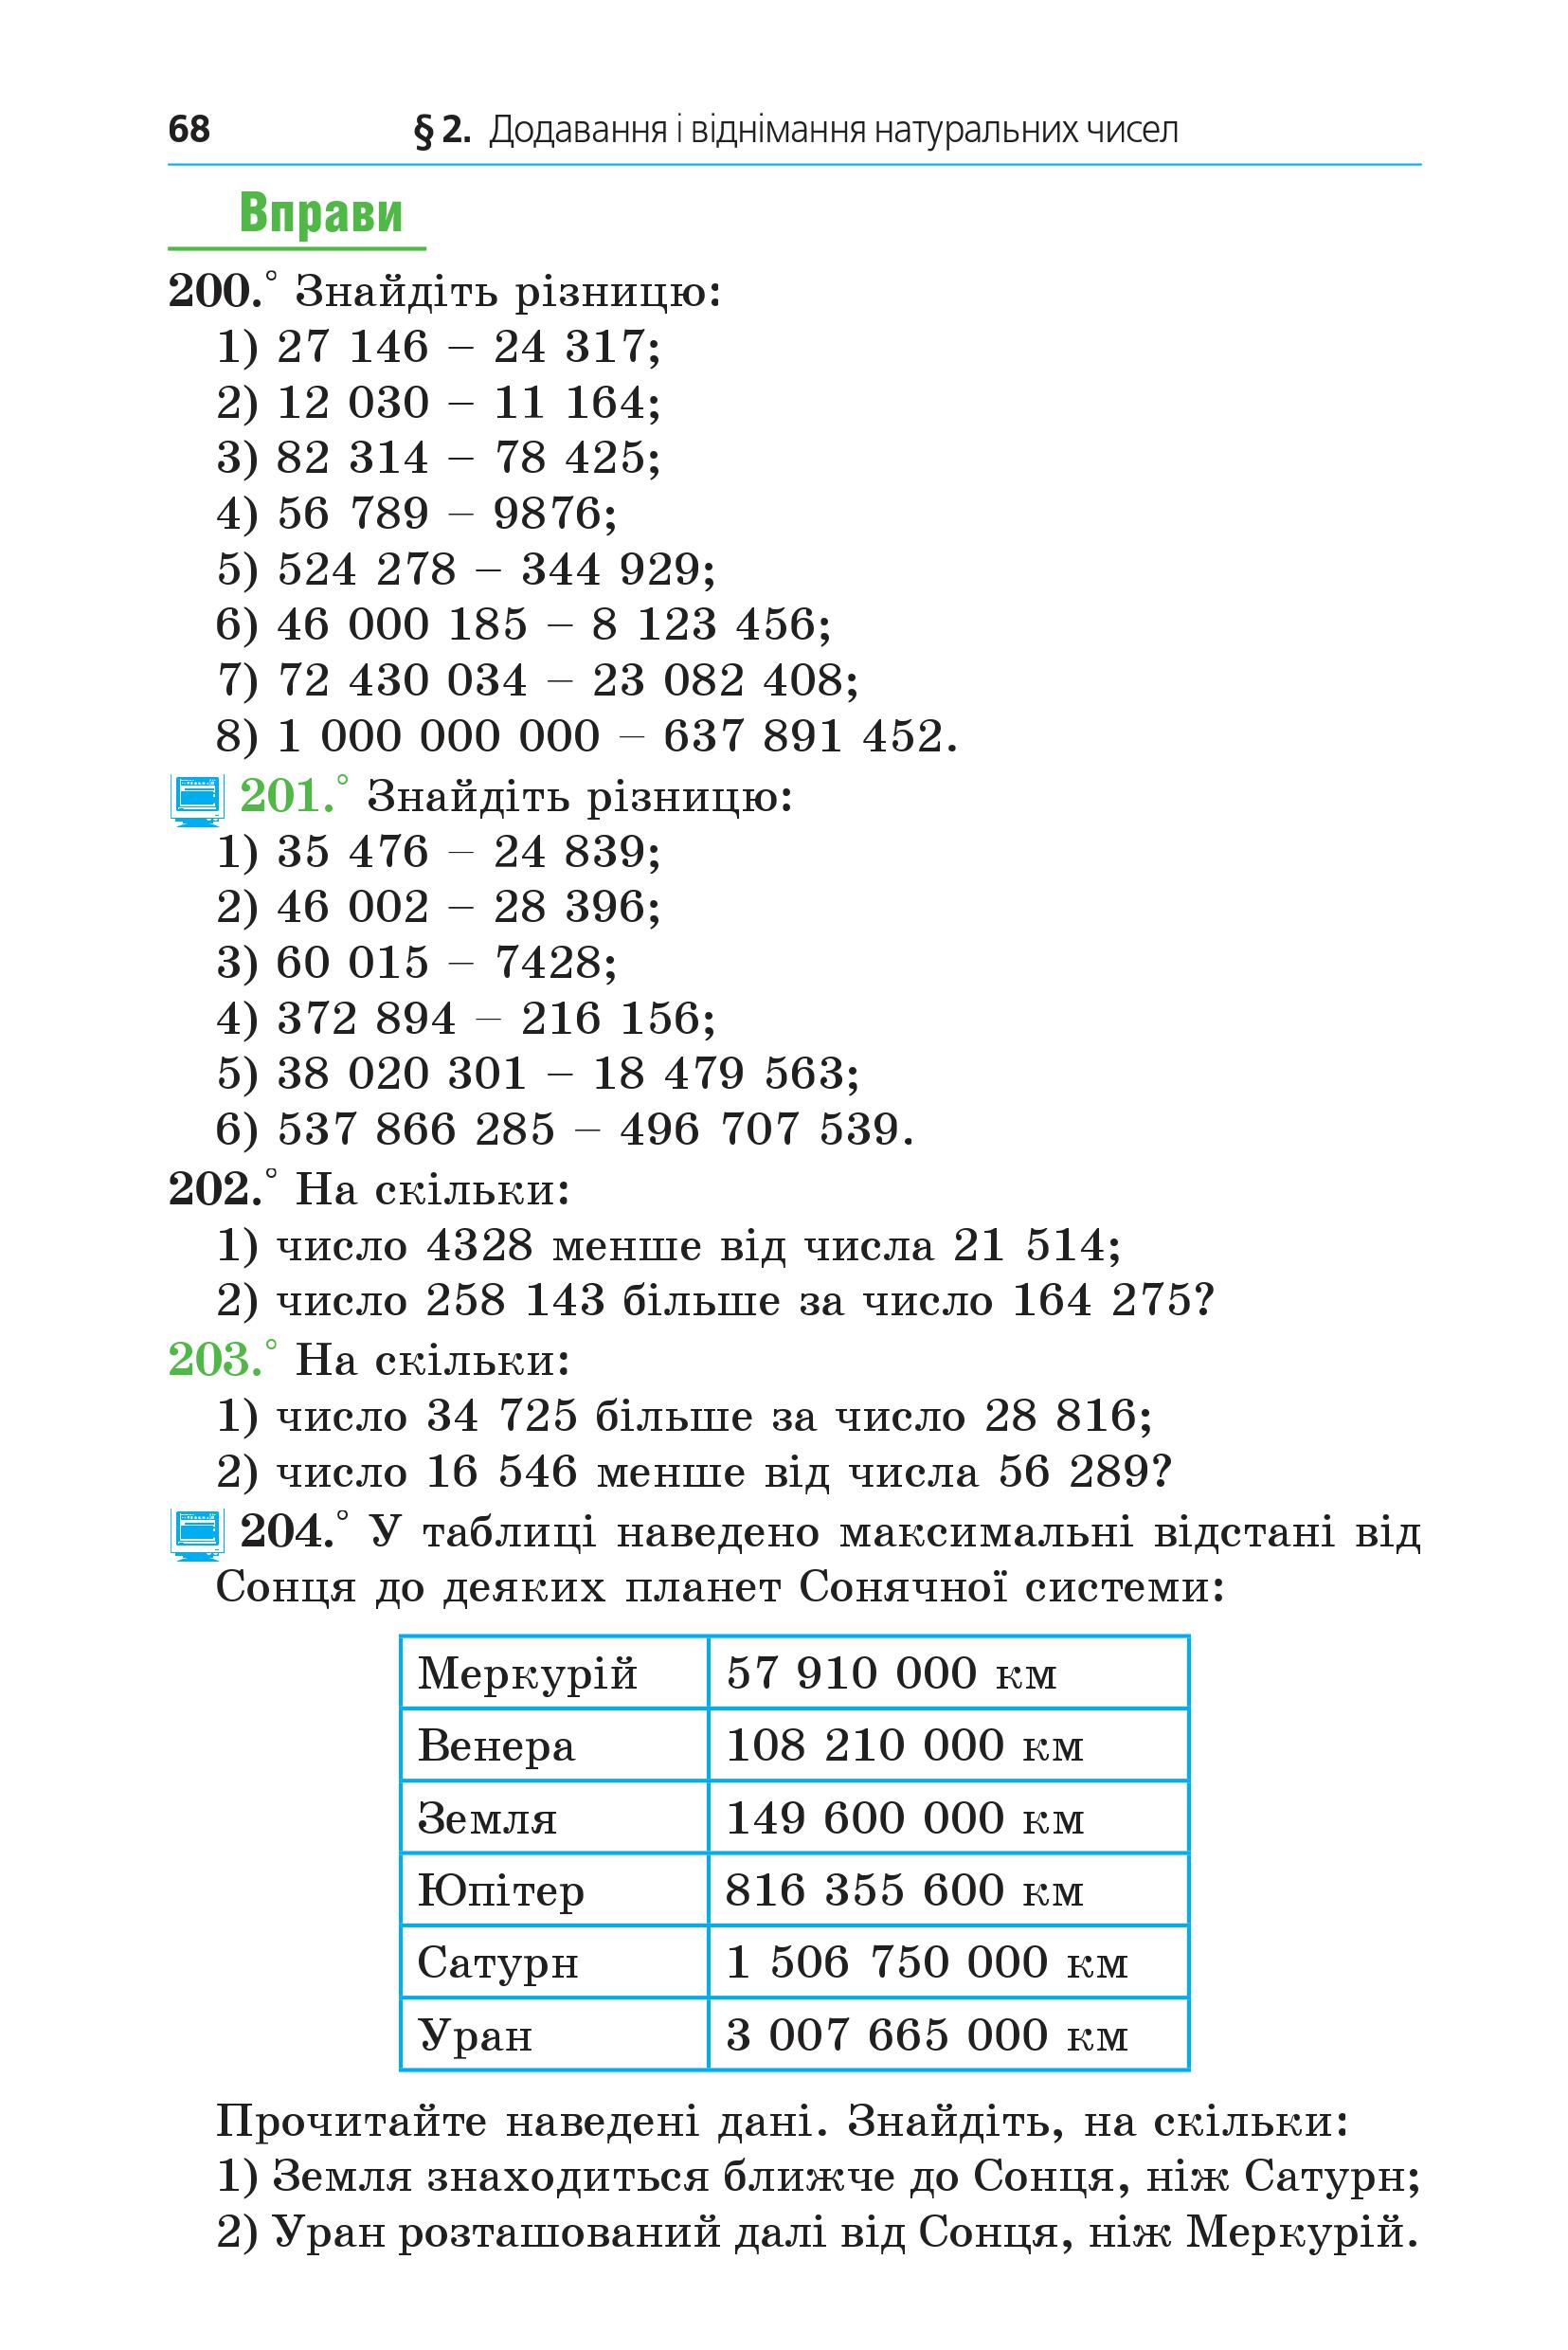 68 § 2. Додавання і віднімання натуральних чисел
Вправи
200.° Знайдіть різницю:
1) 27 146 – 24 317;
2) 12 030 – 11 164;
3) 82 314 – 78 425;
4) 56 789 – 9876;
5) 524 278 – 344 929;
6) 46 000 185 – 8 123 456;
7) 72 430 034 – 23 082 408;
8) 1 000 000 000 – 637 891 452.
201.° Знайдіть різницю:
1) 35 476 – 24 839;
2) 46 002 – 28 396;
3) 60 015 – 7428;
4) 372 894 – 216 156;
5) 38 020 301 – 18 479 563;
6) 537 866 285 – 496 707 539.
202.° На скільки:
1) число 4328 менше від числа 21 514;
2) число 258 143 більше за число 164 275?
203.° На скільки:
1) число 34 725 більше за число 28 816;
2) число 16 546 менше від числа 56 289?
204.° У таблиці наведено максимальні відстані від
Сонця до деяких планет Сонячної системи:
Меркурій 57 910 000 км
Венера 108 210 000 км
Земля 149 600 000 км
Юпітер 816 355 600 км
Сатурн 1 506 750 000 км
Уран 3 007 665 000 км
Прочитайте наведені дані. Знайдіть, на скільки:
1) Земля знаходиться ближче до Сонця, ніж Сатурн;
2) Уран розташований далі від Сонця, ніж Меркурій.